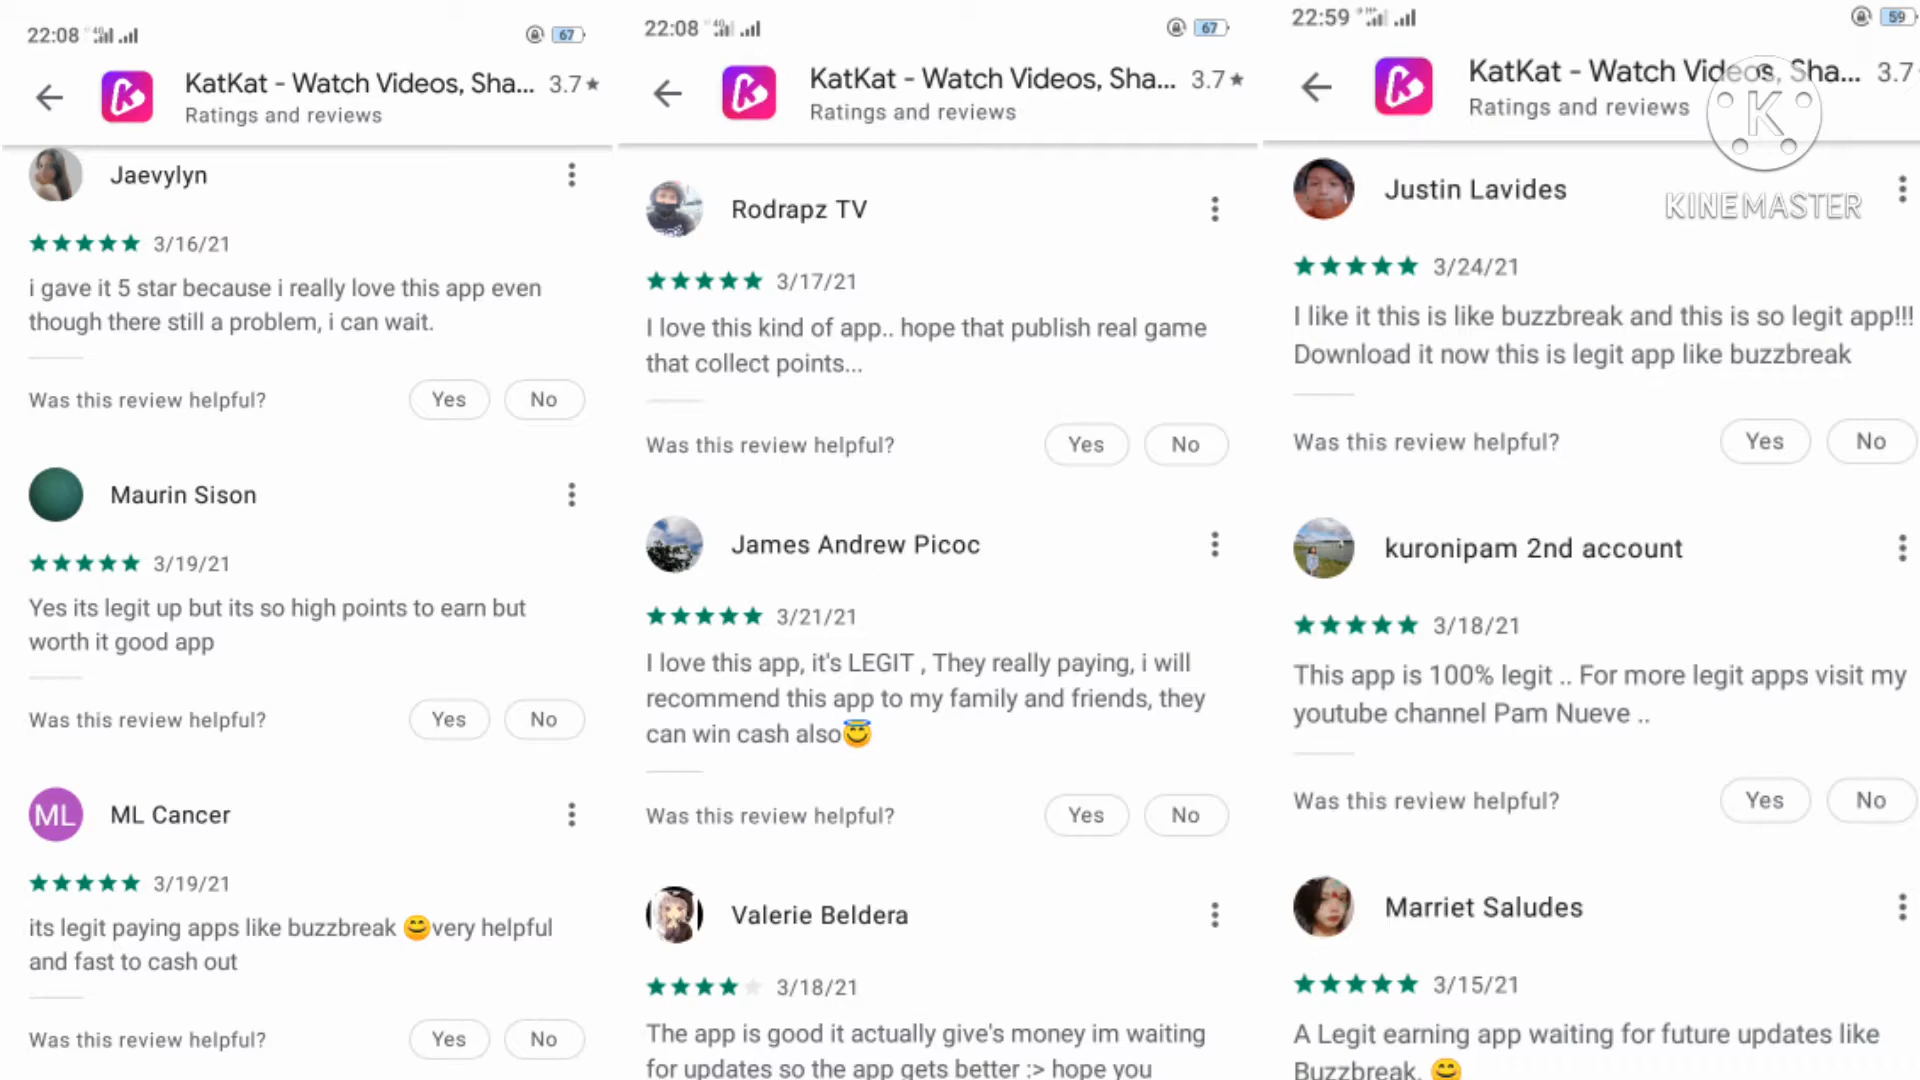 22:08 4G 67
KatKat - Watch Videos, Sha... 3.7★
Ratings and reviews
Jaevylyn
★★★★★ 3/16/21
i gave it 5 star because i really love this app even
though there still a problem, i can wait.
Was this review helpful? Yes No
Maurin Sison
★★★★★ 3/19/21
Yes its legit up but its so high points to earn but
worth it good app
Was this review helpful? Yes No
ML
ML Cancer
★★★★★ 3/19/21
its legit paying apps like buzzbreak 😊very helpful
and fast to cash out
Was this review helpful? Yes No
22:08 4G 67
KatKat - Watch Videos, Sha... 3.7★
Ratings and reviews
Rodrapz TV
★★★★★ 3/17/21
I love this kind of app.. hope that publish real game
that collect points...
Was this review helpful? Yes No
James Andrew Picoc
★★★★★ 3/21/21
I love this app, it's LEGIT , They really paying, i will
recommend this app to my family and friends, they
can win cash also😇
Was this review helpful? Yes No
Valerie Beldera
★★★★☆ 3/18/21
The app is good it actually give's money im waiting
for updates so the app gets better :> hope you
22:59 59
KatKat - Watch Videos, Sha... 3.7
Ratings and reviews
K
KINEMASTER
Justin Lavides
★★★★★ 3/24/21
I like it this is like buzzbreak and this is so legit app!!!
Download it now this is legit app like buzzbreak
Was this review helpful? Yes No
kuronipam 2nd account
★★★★★ 3/18/21
This app is 100% legit .. For more legit apps visit my
youtube channel Pam Nueve ..
Was this review helpful? Yes No
Marriet Saludes
★★★★★ 3/15/21
A Legit earning app waiting for future updates like
Buzzbreak. 😊